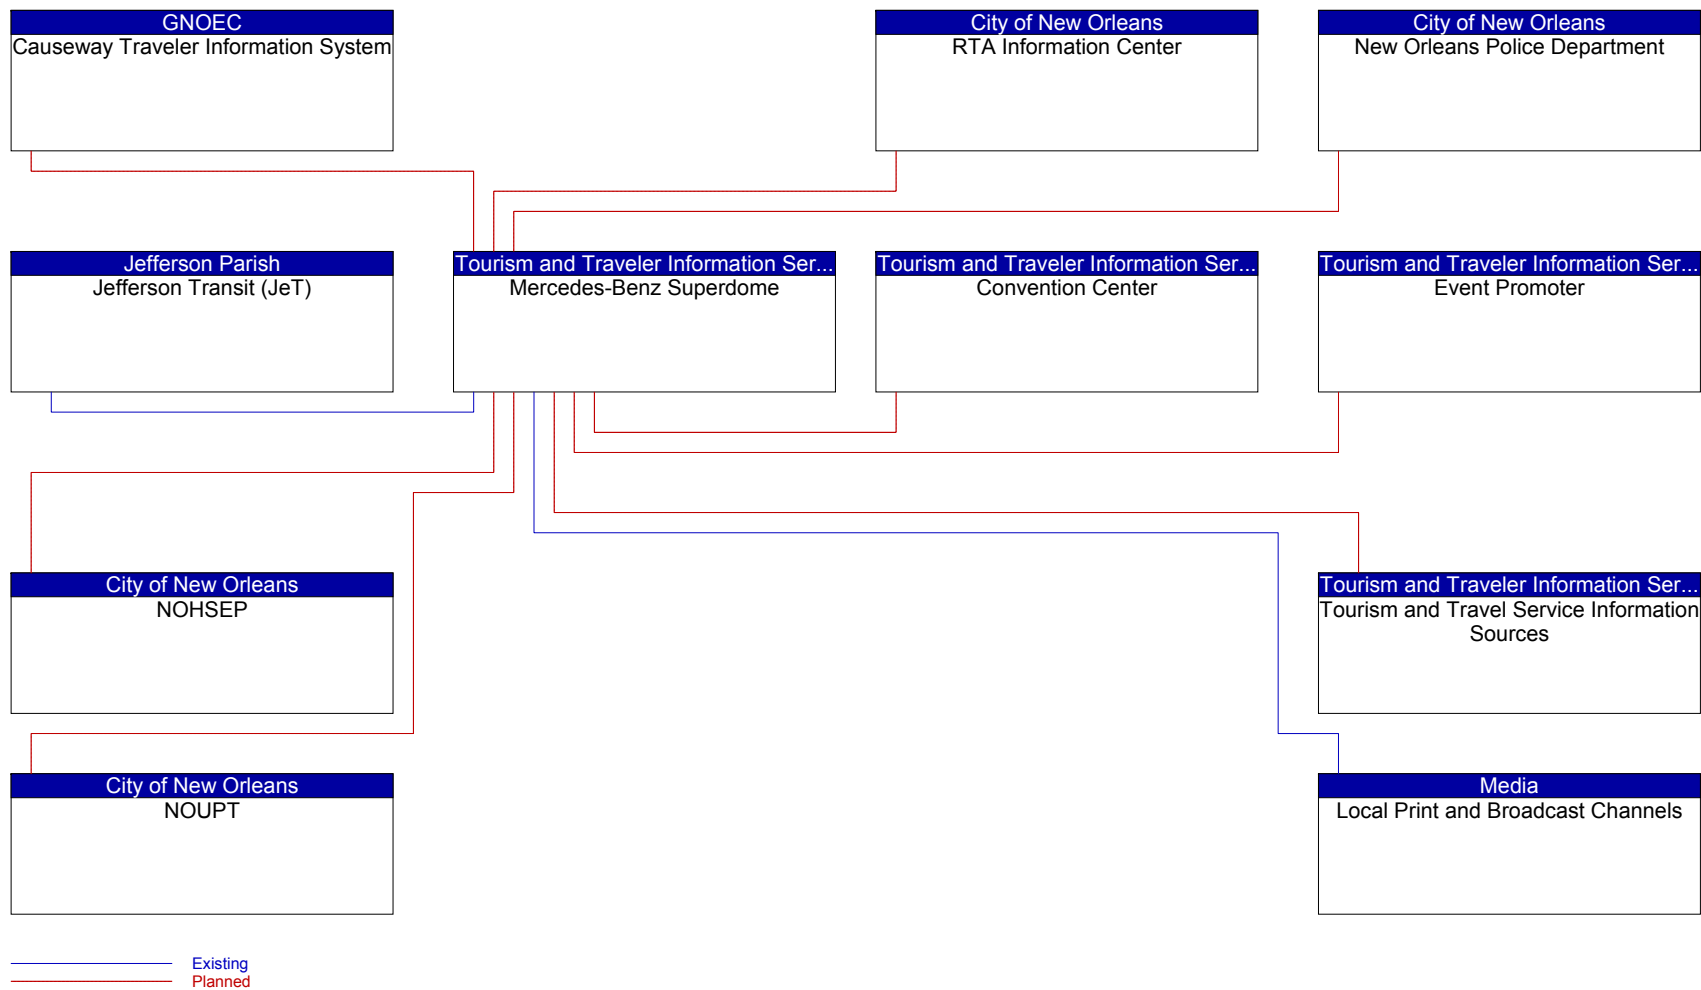 GNOEC
Causeway Traveler Information System
City of New Orleans
RTA Information Center
City of New Orleans
New Orleans Police Department
Jefferson Parish
Jefferson Transit (JeT)
Tourism and Traveler Information Ser...
Mercedes-Benz Superdome
Tourism and Traveler Information Ser...
Convention Center
Tourism and Traveler Information Ser...
Event Promoter
City of New Orleans
NOHSEP
Tourism and Traveler Information Ser...
Tourism and Travel Service Information
Sources
City of New Orleans
NOUPT
Media
Local Print and Broadcast Channels
Existing
Planned